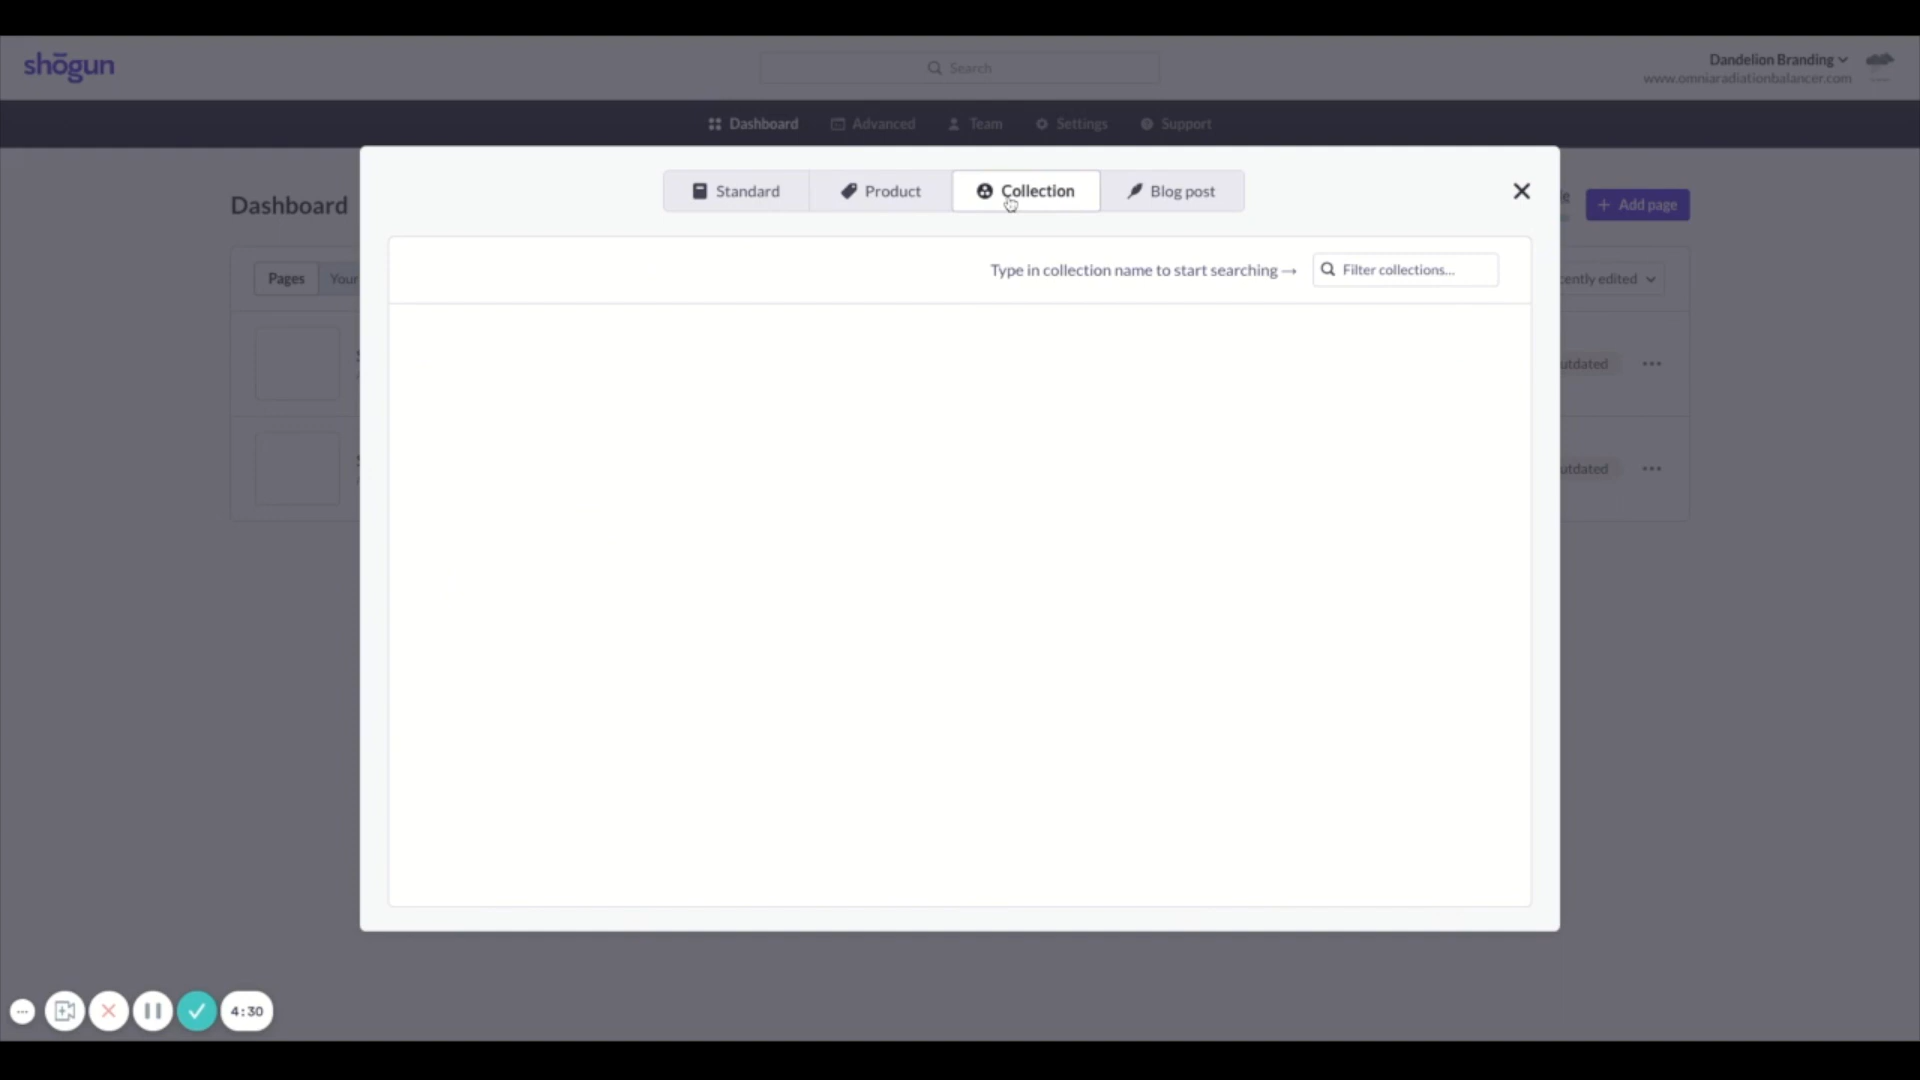 shōgun
Search
Dandelion Branding
www.omniaradiationbalancer.com
Dashboard
Advanced
Team
Settings
Support
Standard
Product
Collection
Blog post
Dashboard
+ Add page
Type in collection name to start searching →
Filter collections...
Pages
Your
ently edited
utdated
utdated
4:30